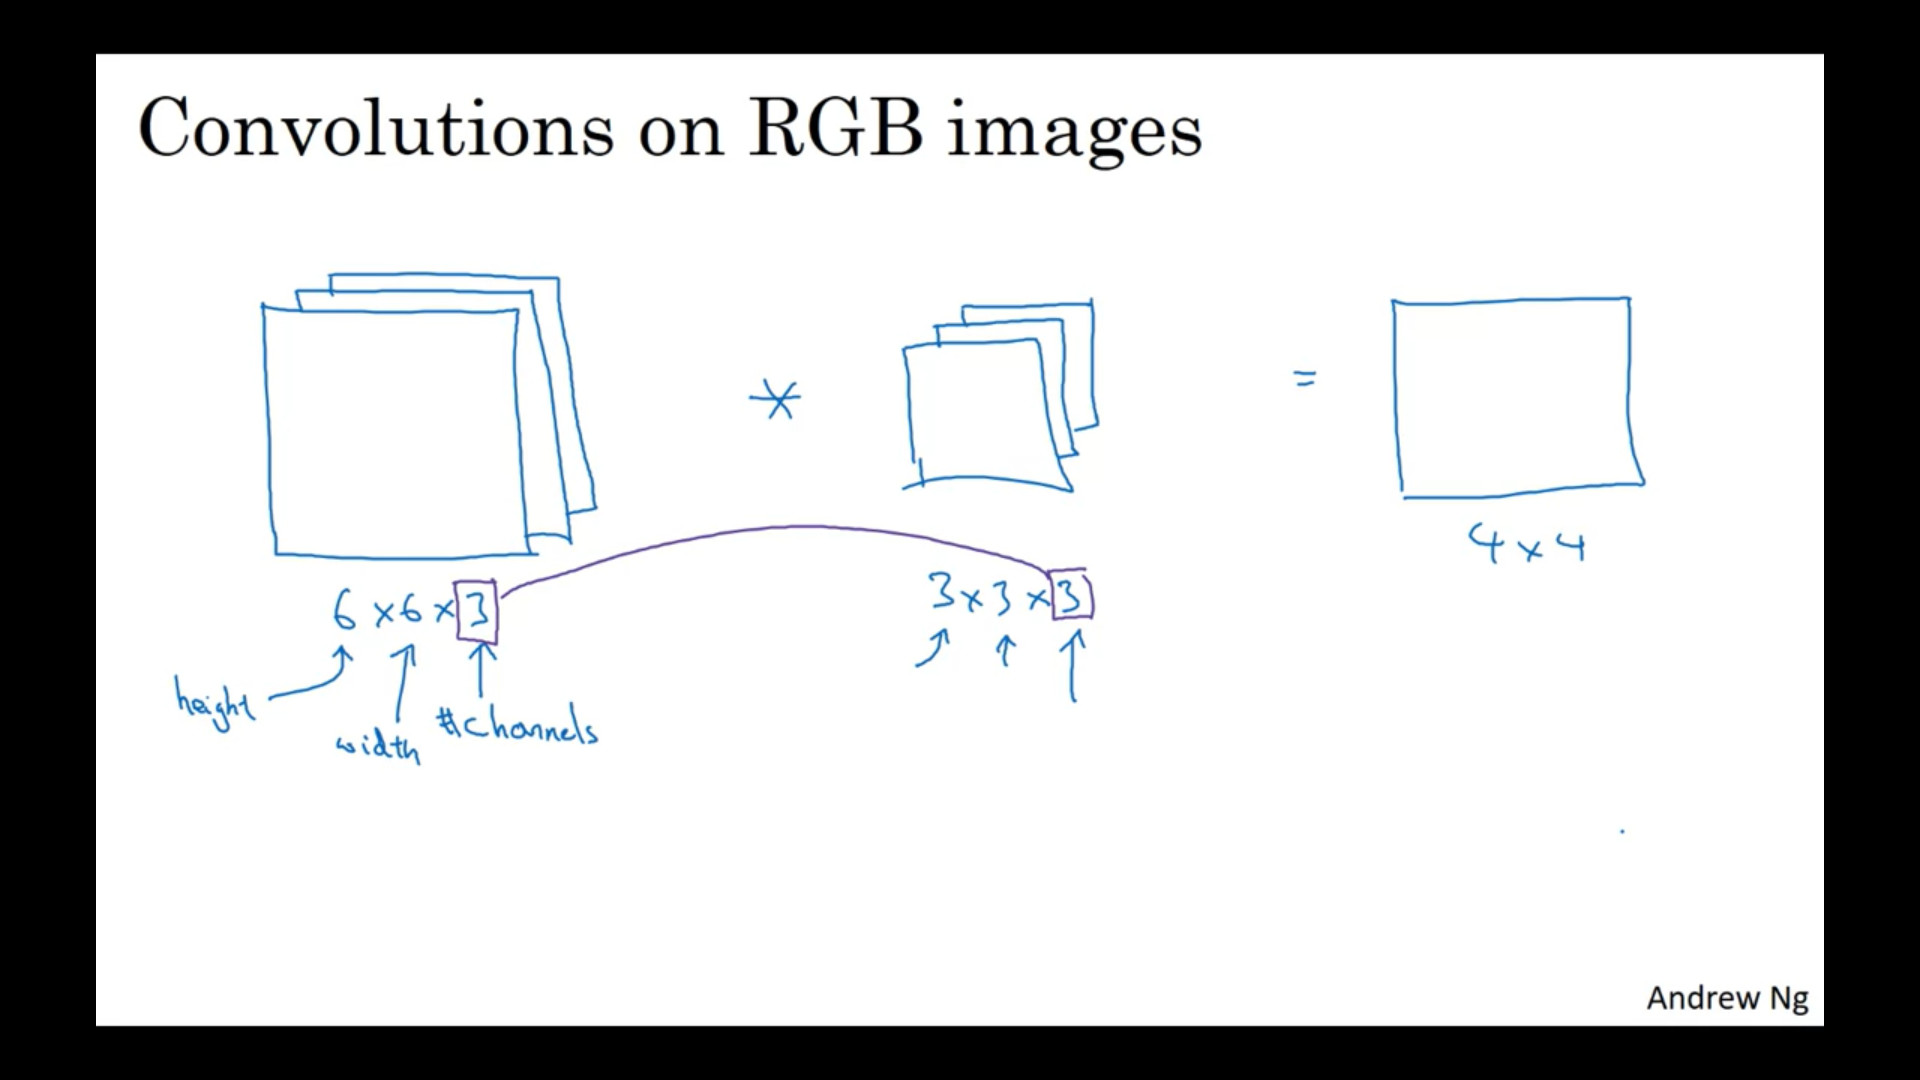 Convolutions on RGB images
* =
4 x 4
6 x 6 x 3
3 x 3 x 3
height
width
#channels
Andrew Ng